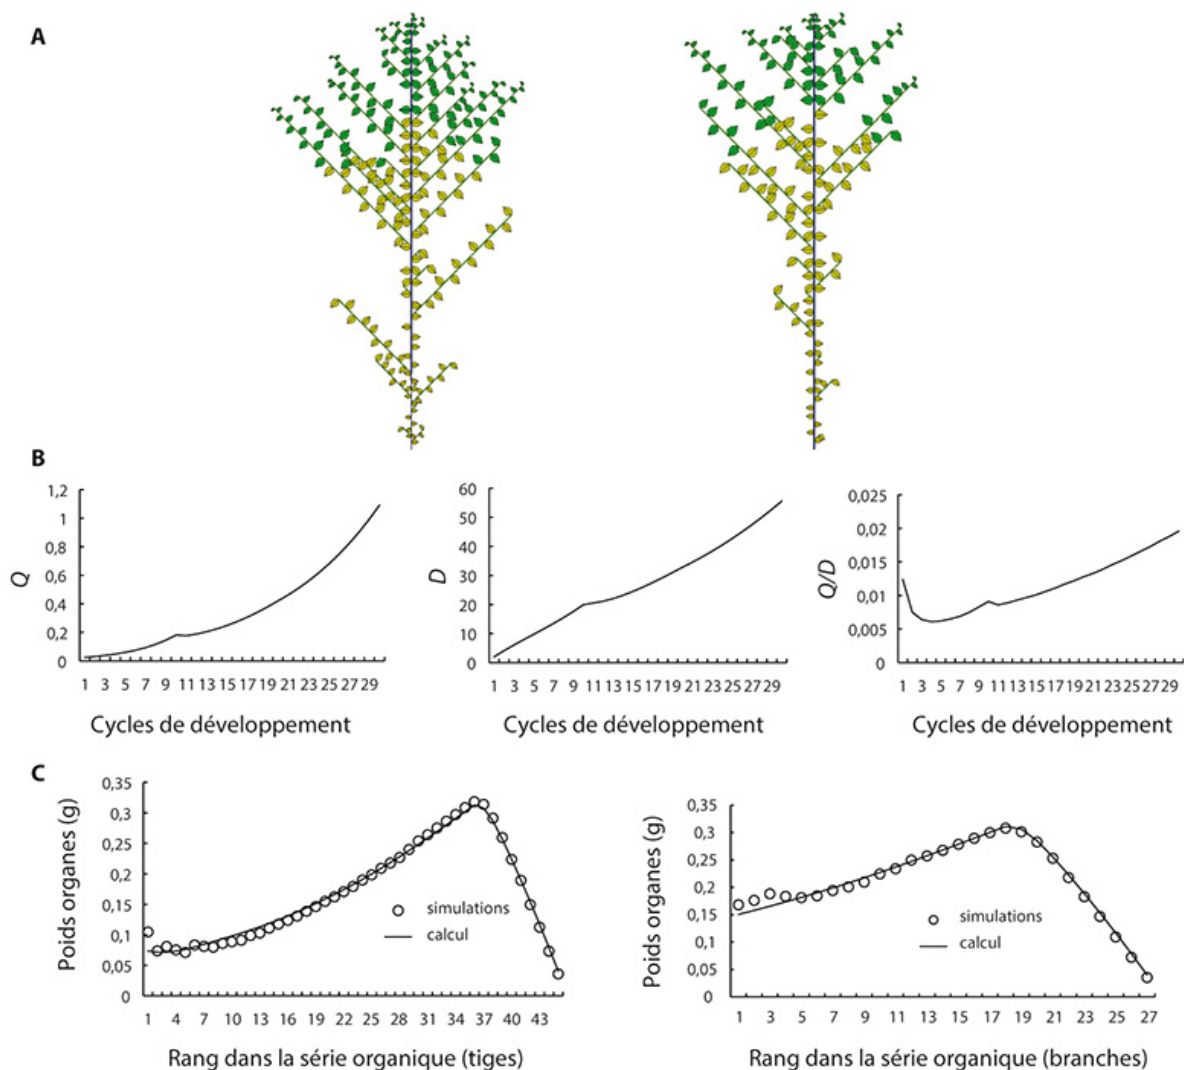 A
B
1,2
1
0,8
0,6
0,4
0,2
0
Q
1 3 5 7 9 11 13 15 17 19 21 23 25 27 29
Cycles de développement
60
50
40
30
20
10
0
D
1 3 5 7 9 11 13 15 17 19 21 23 25 27 29
Cycles de développement
0,025
0,02
0,015
0,01
0,005
0
Q/D
1 3 5 7 9 11 13 15 17 19 21 23 25 27 29
Cycles de développement
C
0,35
0,3
0,25
0,2
0,15
0,1
0,05
0
Poids organes (g)
simulations
calcul
1 4 7 10 13 16 19 22 25 28 31 34 37 40 43
Rang dans la série organique (tiges)
0,35
0,3
0,25
0,2
0,15
0,1
0,05
0
Poids organes (g)
simulations
calcul
1 3 5 7 9 11 13 15 17 19 21 23 25 27
Rang dans la série organique (branches)